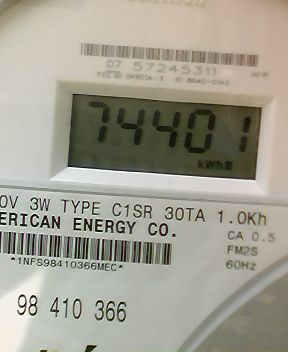 07 57245311
74401
kWh
0V 3W TYPE C1SR 30TA 1.0Kh
ERICAN ENERGY CO.
CA 0.5
FM2S
*1NFS98410366MEC*
60Hz
98 410 366